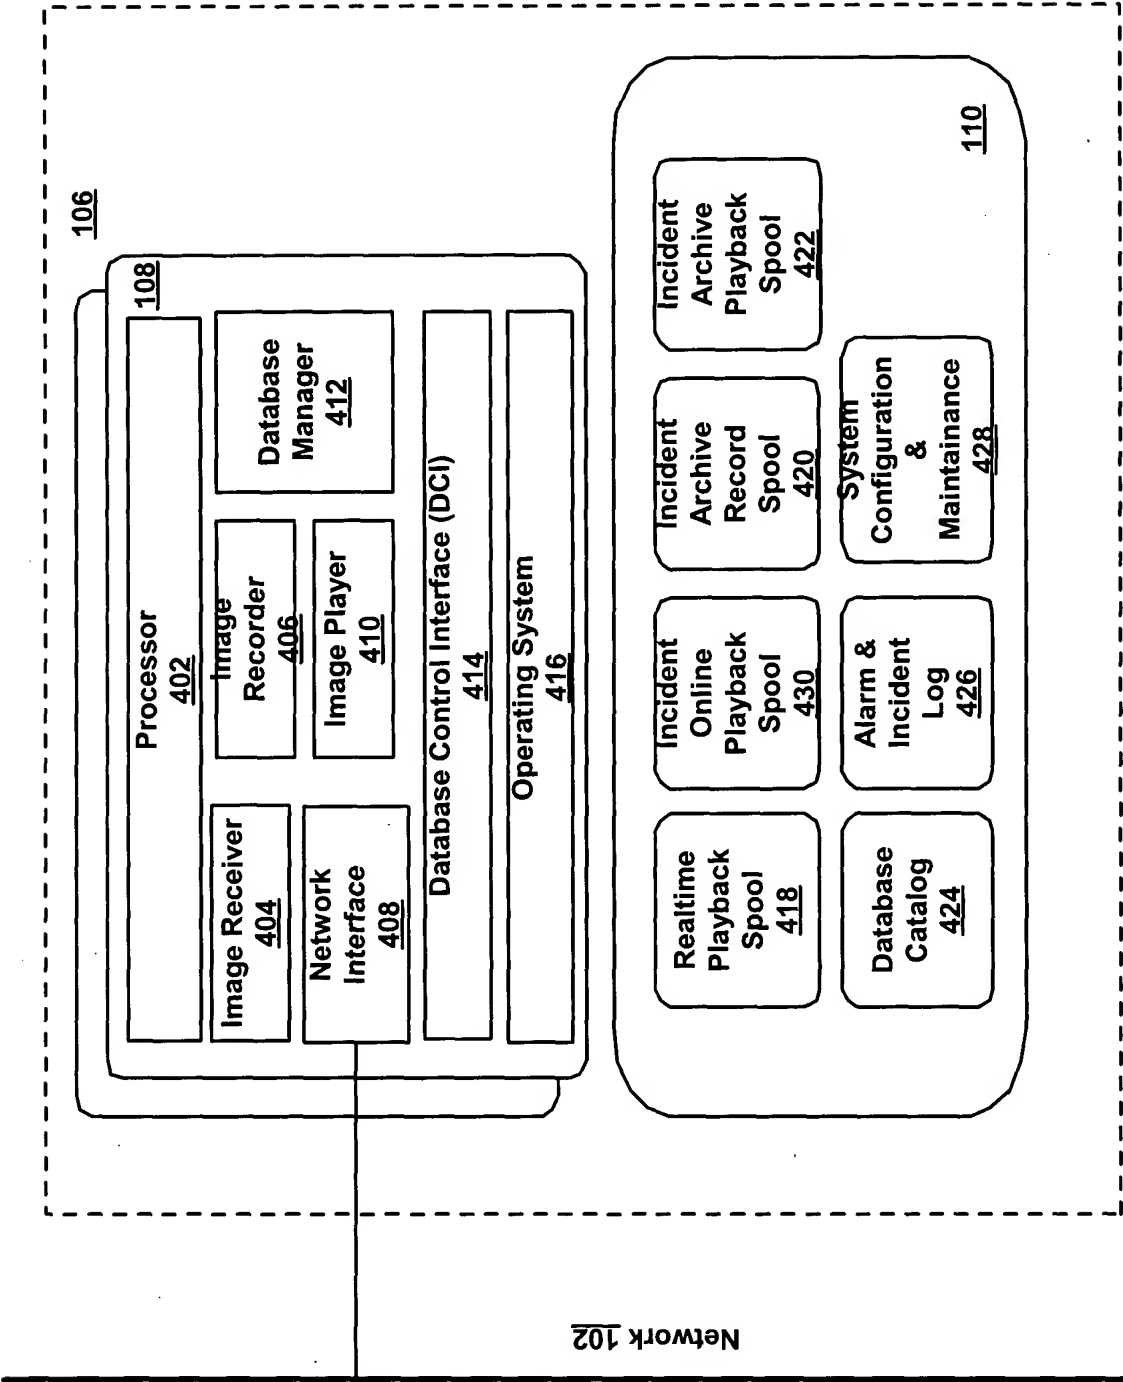 106
108
Processor
402
Image Receiver
404
Image
Recorder
406
Database
Manager
412
Network
Interface
408
Image Player
410
Database Control Interface (DCI)
414
Operating System
416
110
Realtime
Playback
Spool
418
Incident
Online
Playback
Spool
430
Incident
Archive
Record
Spool
420
Incident
Archive
Playback
Spool
422
Database
Catalog
424
Alarm &
Incident
Log
426
System
Configuration
&
Maintainance
428
Network 102